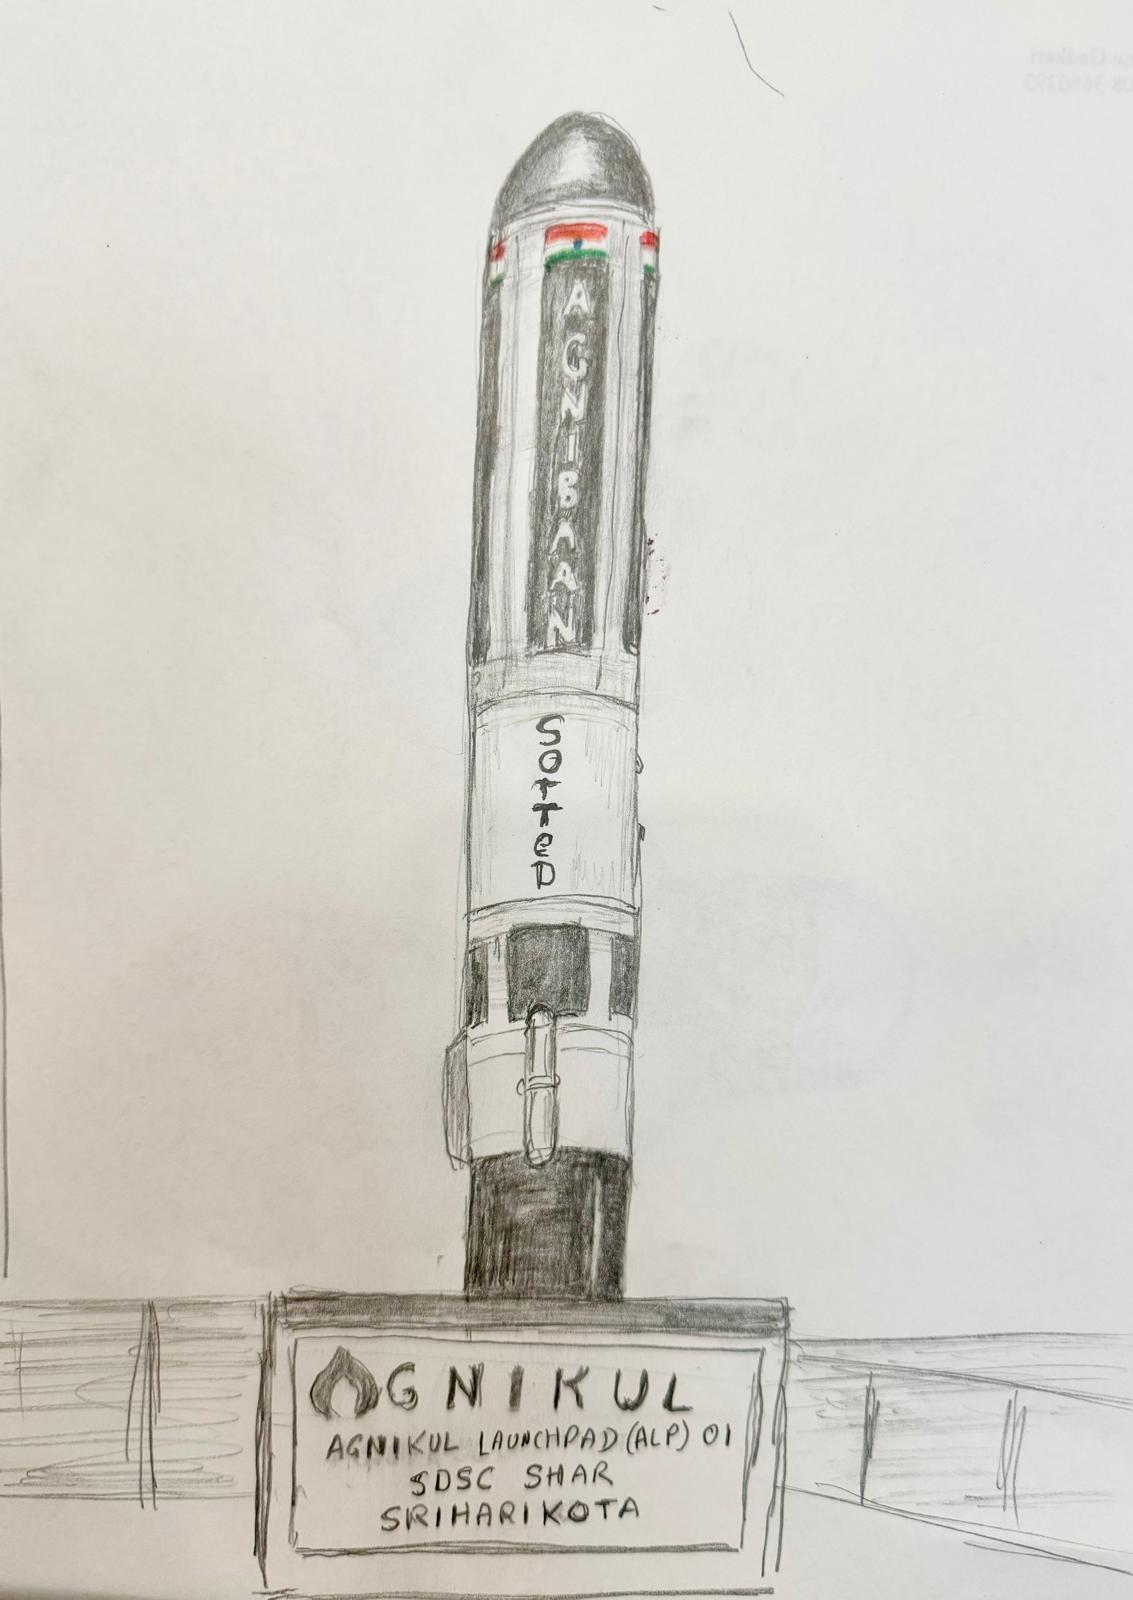 AGNIBAAN
SOrTeD
AGNIKUL
AGNIKUL LAUNCHPAD (ALP) 01
SDSC SHAR
SRIHARIKOTA